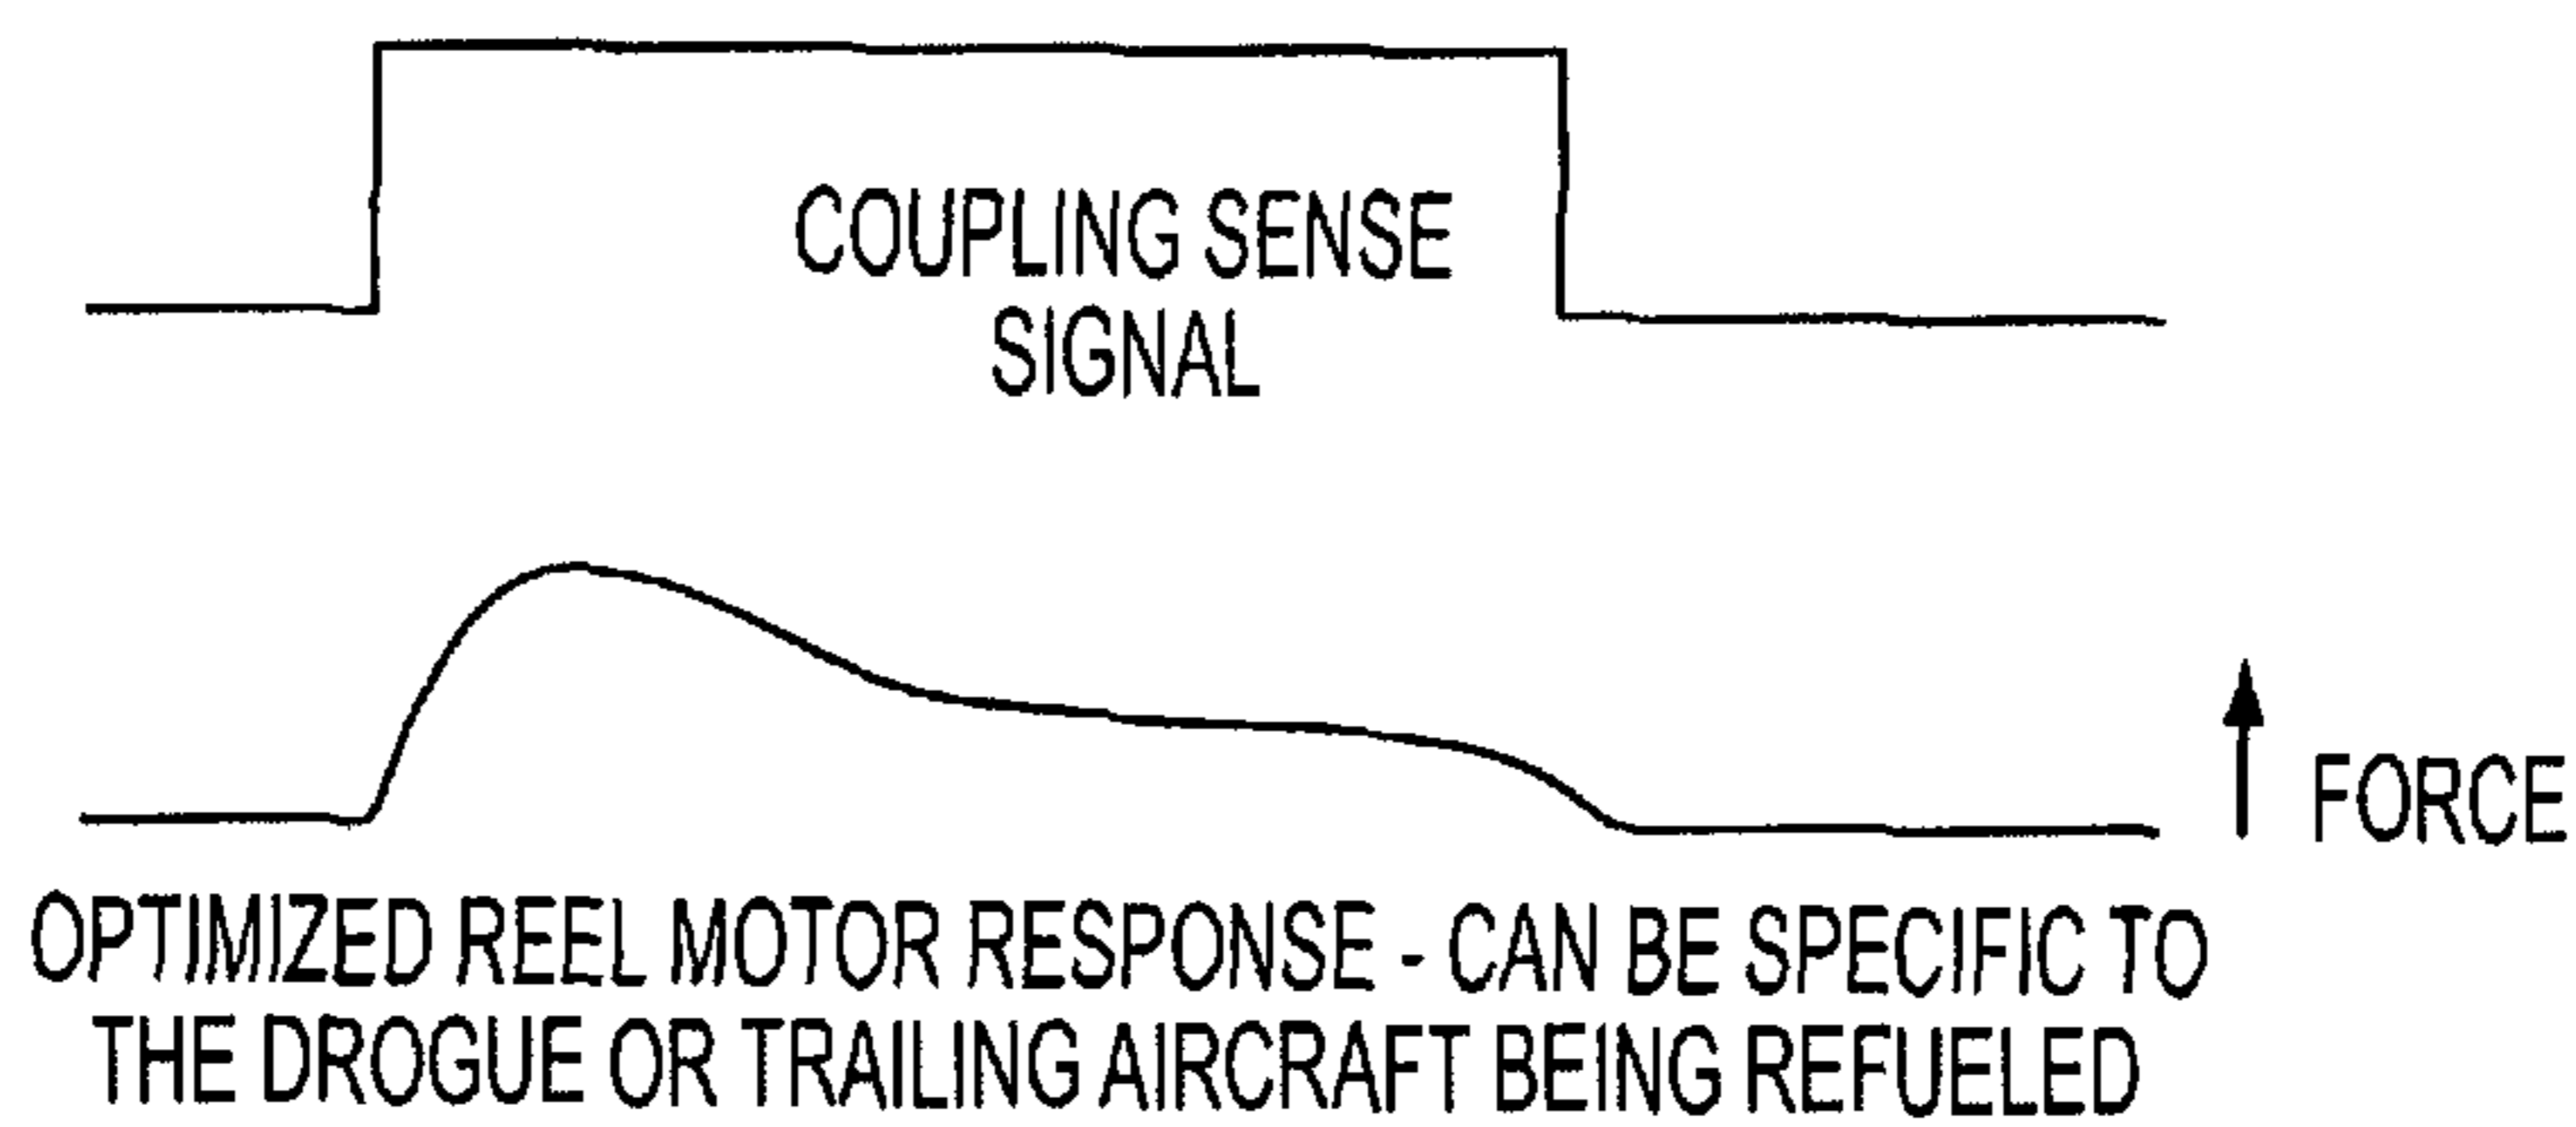 COUPLING SENSE
SIGNAL
FORCE
OPTIMIZED REEL MOTOR RESPONSE - CAN BE SPECIFIC TO
THE DROGUE OR TRAILING AIRCRAFT BEING REFUELED